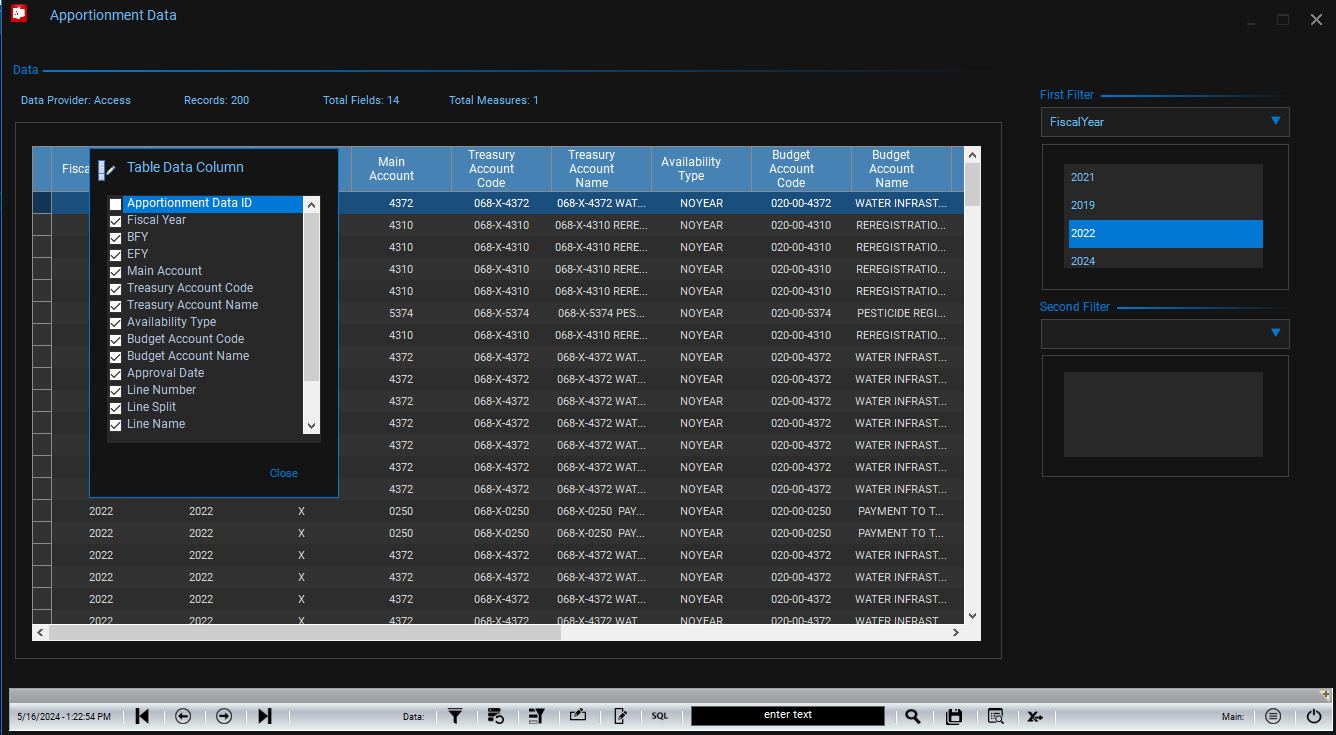 Apportionment Data
Data
Data Provider: Access Records: 200 Total Fields: 14 Total Measures: 1
First Filter
FiscalYear
2021
2019
2022
2024
Second Filter
Fisca Main Account Treasury Account Code Treasury Account Name Availability Type Budget Account Code Budget Account Name
4372 068-X-4372 068-X-4372 WAT... NOYEAR 020-00-4372 WATER INFRAST...
4310 068-X-4310 068-X-4310 RERE... NOYEAR 020-00-4310 REREGISTRATIO...
4310 068-X-4310 068-X-4310 RERE... NOYEAR 020-00-4310 REREGISTRATIO...
4310 068-X-4310 068-X-4310 RERE... NOYEAR 020-00-4310 REREGISTRATIO...
4310 068-X-4310 068-X-4310 RERE... NOYEAR 020-00-4310 REREGISTRATIO...
5374 068-X-5374 068-X-5374 PES... NOYEAR 020-00-5374 PESTICIDE REGI...
4310 068-X-4310 068-X-4310 RERE... NOYEAR 020-00-4310 REREGISTRATIO...
4372 068-X-4372 068-X-4372 WAT... NOYEAR 020-00-4372 WATER INFRAST...
4372 068-X-4372 068-X-4372 WAT... NOYEAR 020-00-4372 WATER INFRAST...
4372 068-X-4372 068-X-4372 WAT... NOYEAR 020-00-4372 WATER INFRAST...
4372 068-X-4372 068-X-4372 WAT... NOYEAR 020-00-4372 WATER INFRAST...
4372 068-X-4372 068-X-4372 WAT... NOYEAR 020-00-4372 WATER INFRAST...
4372 068-X-4372 068-X-4372 WAT... NOYEAR 020-00-4372 WATER INFRAST...
4372 068-X-4372 068-X-4372 WAT... NOYEAR 020-00-4372 WATER INFRAST...
2022 2022 X 0250 068-X-0250 068-X-0250 PAY... NOYEAR 020-00-0250 PAYMENT TO T...
2022 2022 X 0250 068-X-0250 068-X-0250 PAY... NOYEAR 020-00-0250 PAYMENT TO T...
2022 2022 X 4372 068-X-4372 068-X-4372 WAT... NOYEAR 020-00-4372 WATER INFRAST...
2022 2022 X 4372 068-X-4372 068-X-4372 WAT... NOYEAR 020-00-4372 WATER INFRAST...
2022 2022 X 4372 068-X-4372 068-X-4372 WAT... NOYEAR 020-00-4372 WATER INFRAST...
2022 2022 X 4372 068-X-4372 068-X-4372 WAT... NOYEAR 020-00-4372 WATER INFRAST...
Table Data Column
Apportionment Data ID
Fiscal Year
BFY
EFY
Main Account
Treasury Account Code
Treasury Account Name
Availability Type
Budget Account Code
Budget Account Name
Approval Date
Line Number
Line Split
Line Name
Close
5/16/2024 - 1:22:54 PM Data: SQL enter text Main: